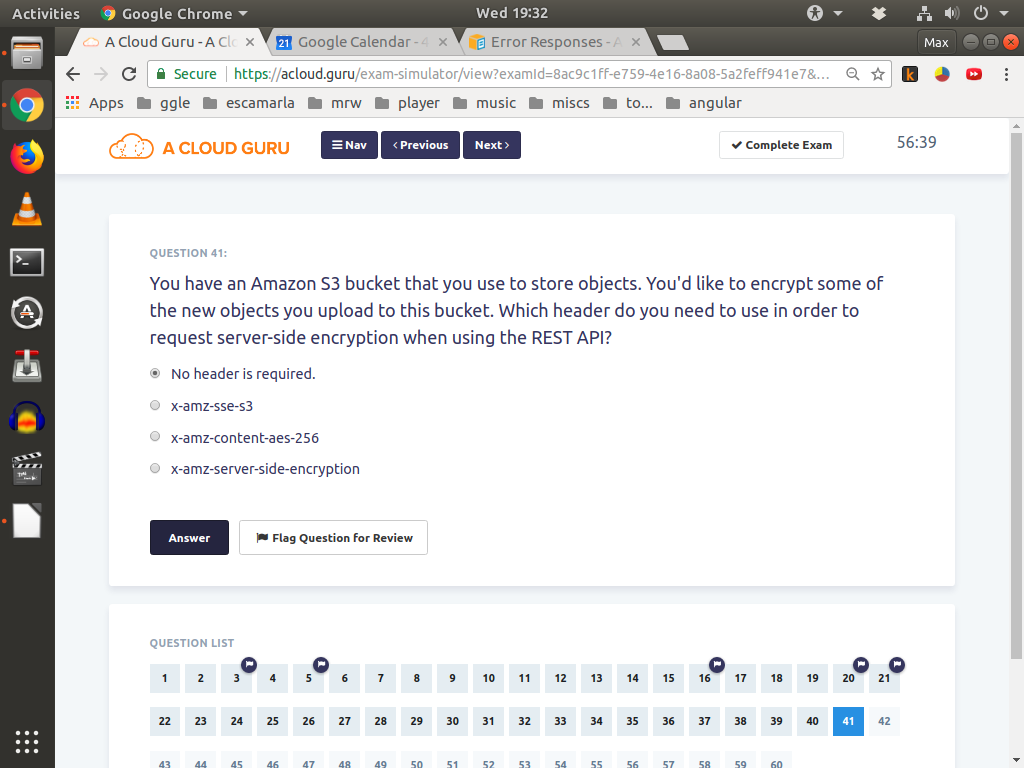 Activities Google Chrome Wed 19:32
A Cloud Guru - A Clo 21 Google Calendar - 4 Error Responses - A Max
Secure https://acloud.guru/exam-simulator/view?examId=8ac9c1ff-e759-4e16-8a08-5a2feff941e7&...
Apps ggle escamarla mrw player music miscs to... angular
A CLOUD GURU Nav Previous Next Complete Exam 56:39
QUESTION 41:
You have an Amazon S3 bucket that you use to store objects. You'd like to encrypt some of
the new objects you upload to this bucket. Which header do you need to use in order to
request server-side encryption when using the REST API?
No header is required.
x-amz-sse-s3
x-amz-content-aes-256
x-amz-server-side-encryption
Answer Flag Question for Review
QUESTION LIST
1 2 3 4 5 6 7 8 9 10 11 12 13 14 15 16 17 18 19 20 21
22 23 24 25 26 27 28 29 30 31 32 33 34 35 36 37 38 39 40 41 42
43 44 45 46 47 48 49 50 51 52 53 54 55 56 57 58 59 60